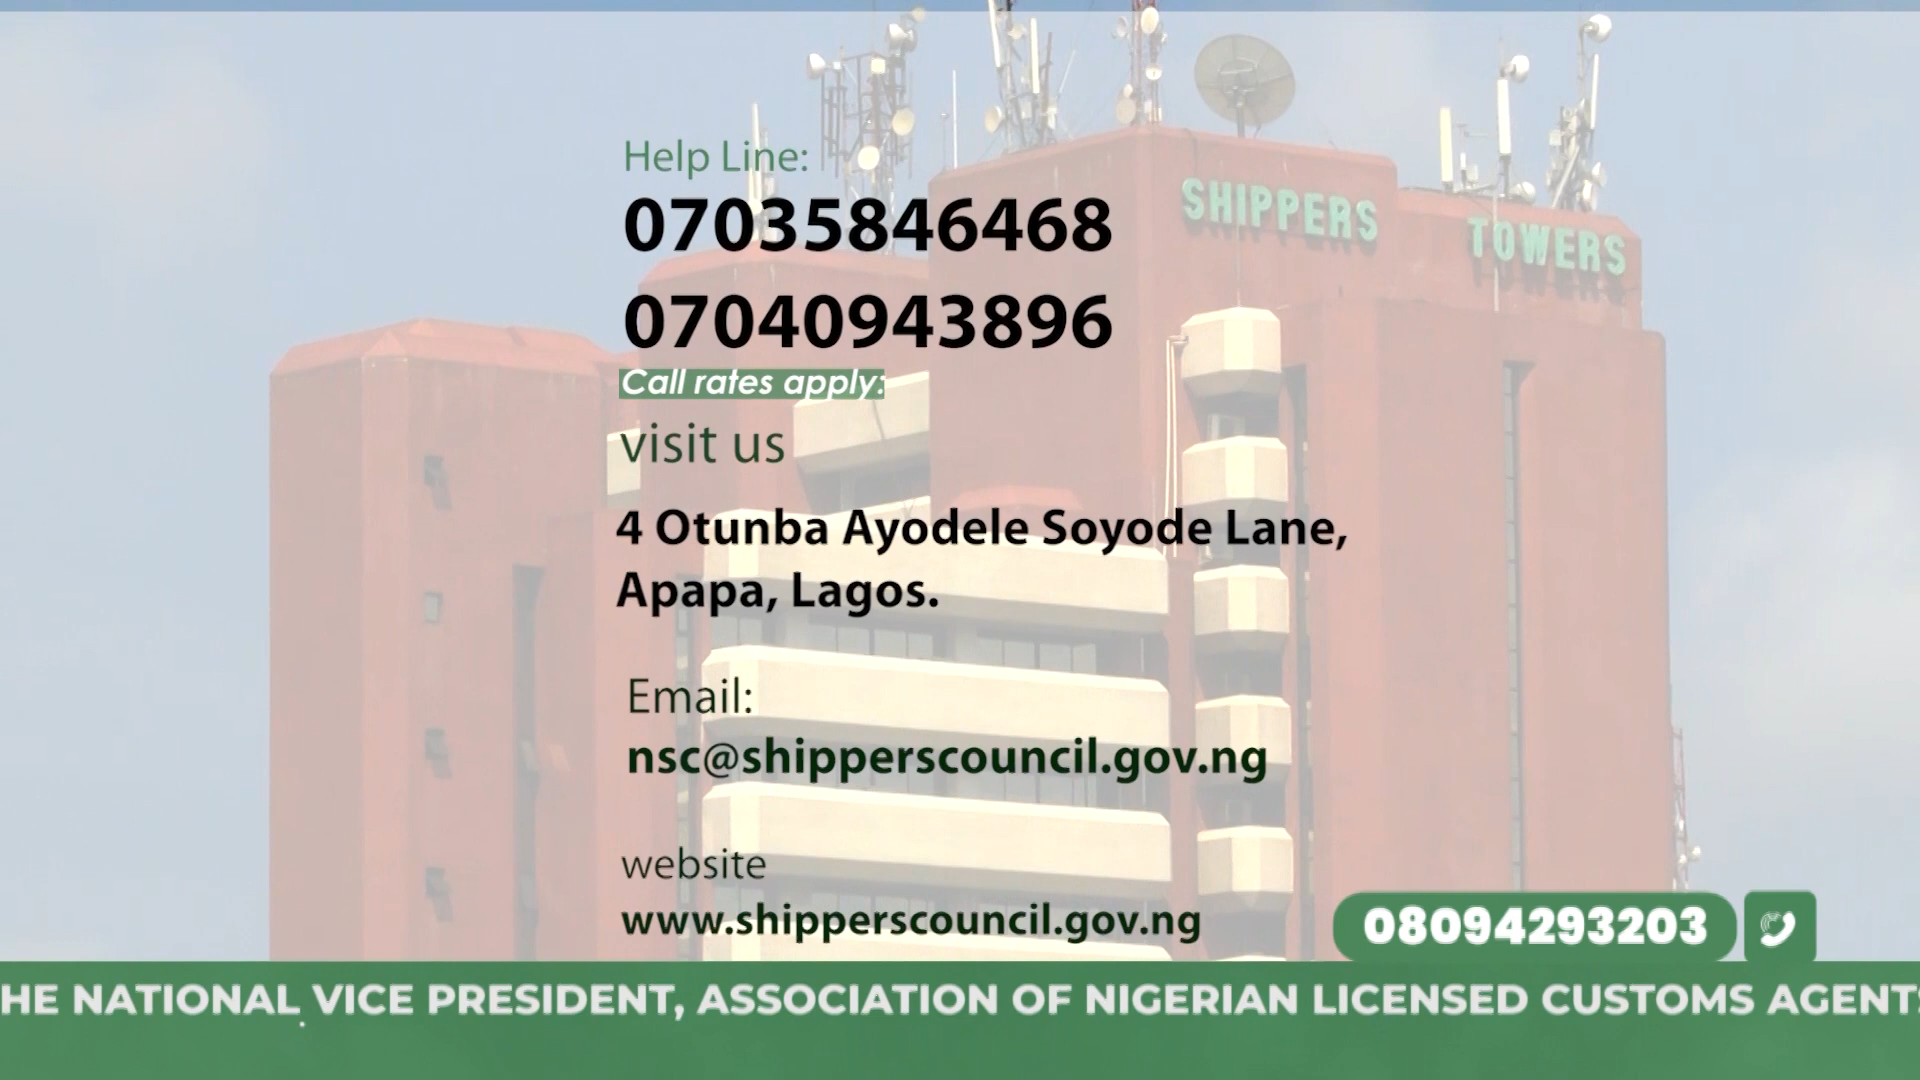 SHIPPERS TOWERS
Help Line:
07035846468
07040943896
Call rates apply:
visit us
4 Otunba Ayodele Soyode Lane,
Apapa, Lagos.
Email:
nsc@shipperscouncil.gov.ng
website
www.shipperscouncil.gov.ng
08094293203
HE NATIONAL VICE PRESIDENT, ASSOCIATION OF NIGERIAN LICENSED CUSTOMS AGENTS